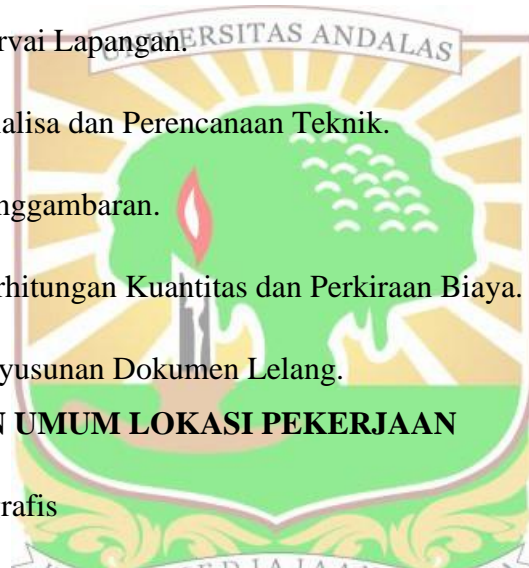 rvai Lapangan.
UNIVERSITAS ANDALAS
alisa dan Perencanaan Teknik.
nggambaran.
rhitungan Kuantitas dan Perkiraan Biaya.
yusunan Dokumen Lelang.
N UMUM LOKASI PEKERJAAN
rafis